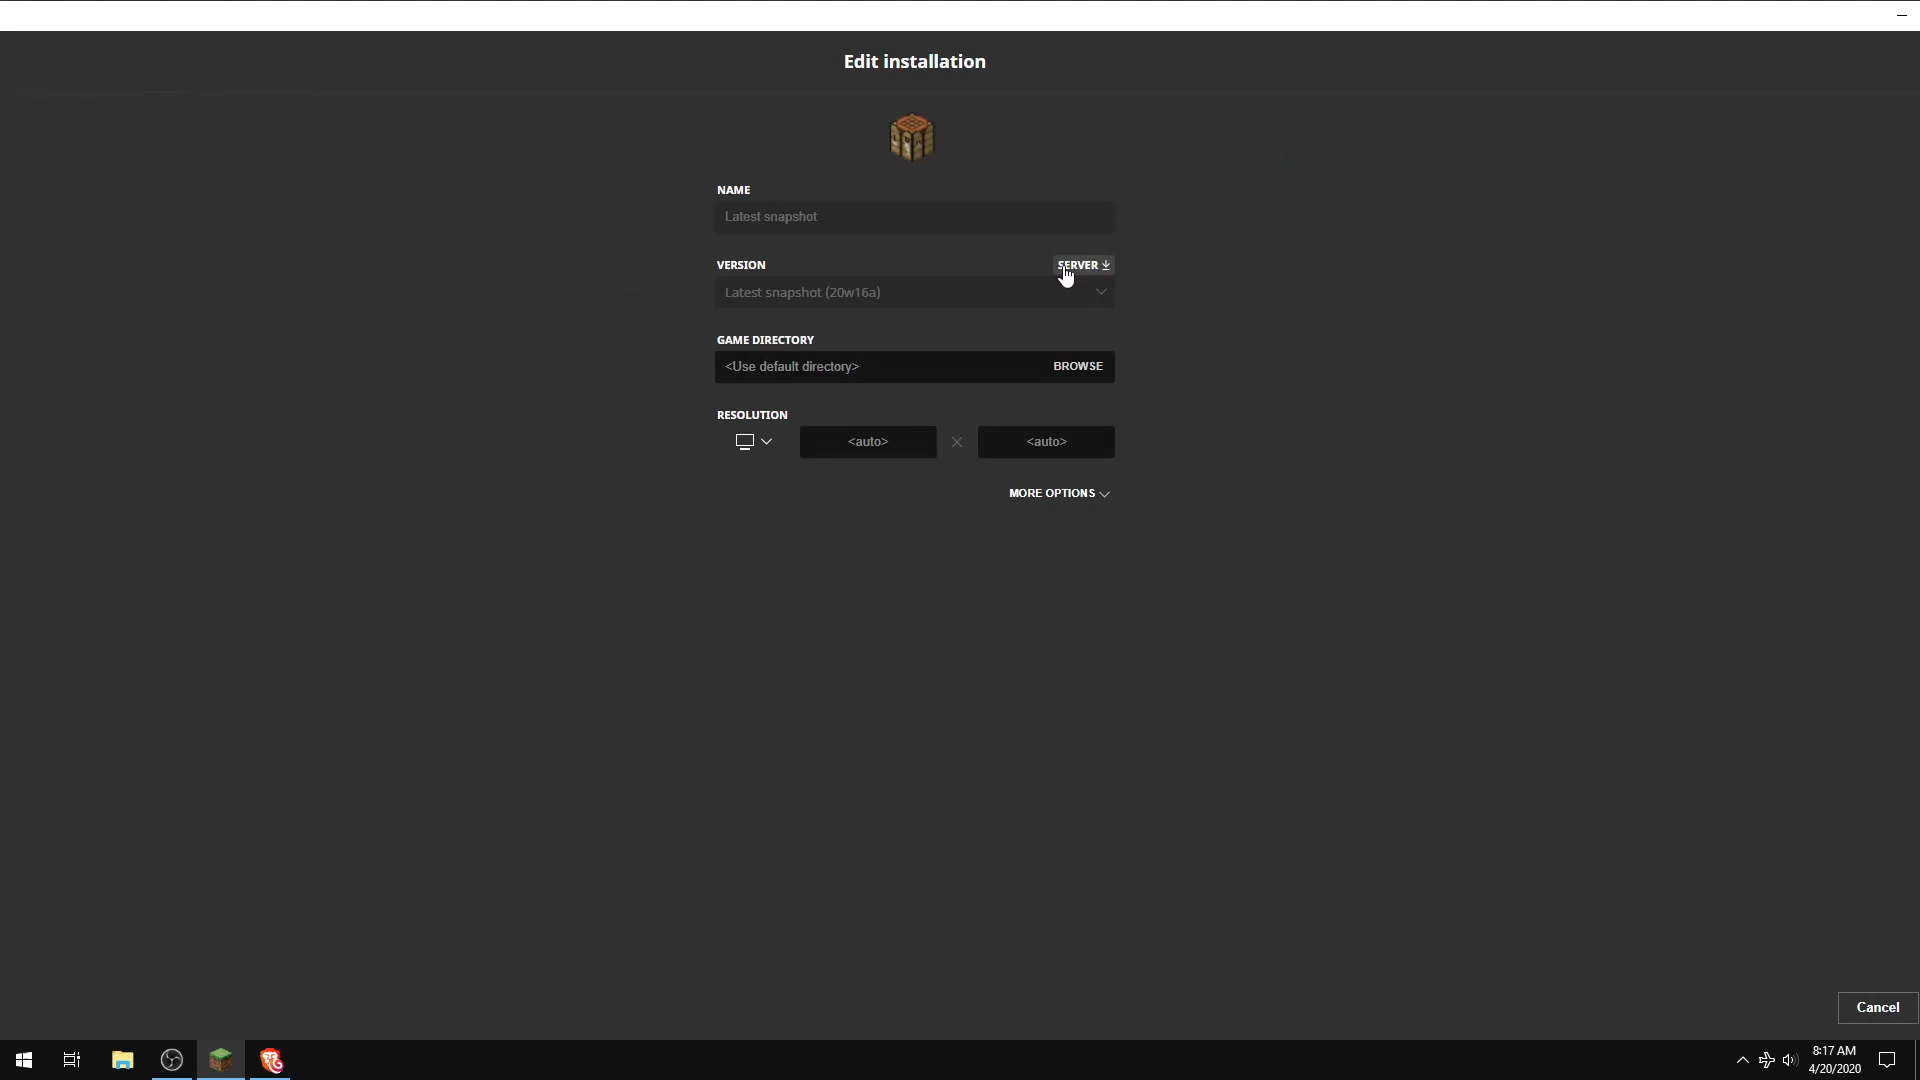 Edit installation
NAME
Latest snapshot
VERSION
SERVER
Latest snapshot (20w16a)
GAME DIRECTORY
<Use default directory>
BROWSE
RESOLUTION
<auto>
<auto>
MORE OPTIONS
Cancel
8:17 AM
4/20/2020